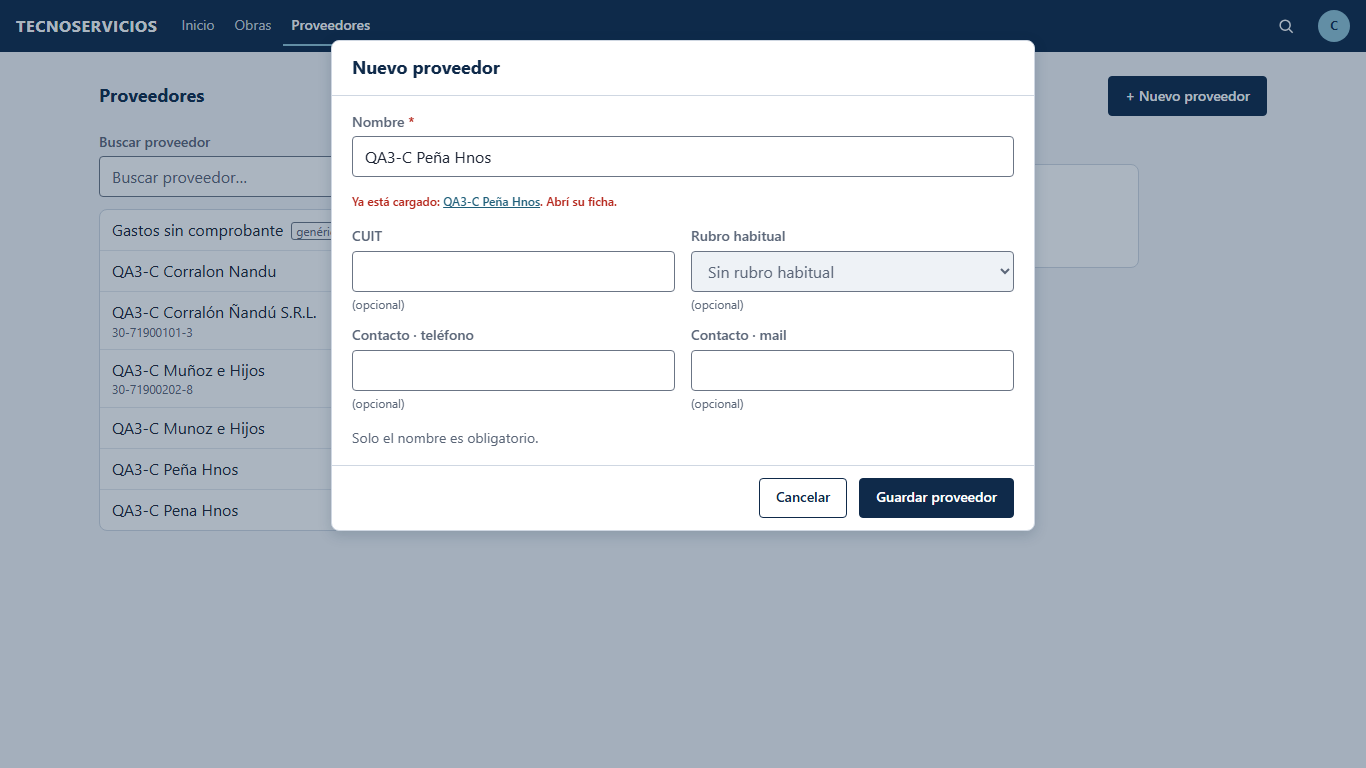 TECNOSERVICIOS Inicio Obras Proveedores C
Proveedores
+ Nuevo proveedor
Buscar proveedor
Buscar proveedor...
Gastos sin comprobante
QA3-C Corralon Nandu
QA3-C Corralón Ñandú S.R.L.
30-71900101-3
QA3-C Muñoz e Hijos
30-71900202-8
QA3-C Munoz e Hijos
QA3-C Peña Hnos
QA3-C Pena Hnos
Nuevo proveedor
Nombre *
QA3-C Peña Hnos
Ya está cargado: QA3-C Peña Hnos. Abrí su ficha.
CUIT Rubro habitual
Sin rubro habitual
(opcional) (opcional)
Contacto · teléfono Contacto · mail
(opcional) (opcional)
Solo el nombre es obligatorio.
Cancelar Guardar proveedor